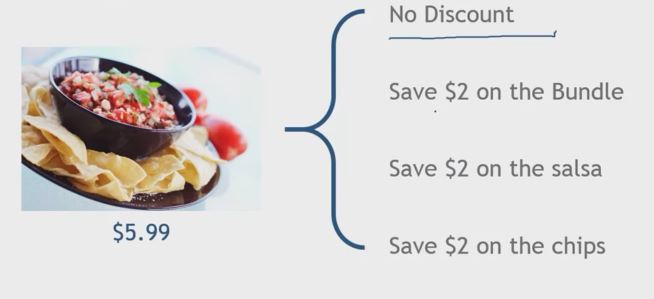 No Discount
Save $2 on the Bundle
Save $2 on the salsa
Save $2 on the chips
$5.99